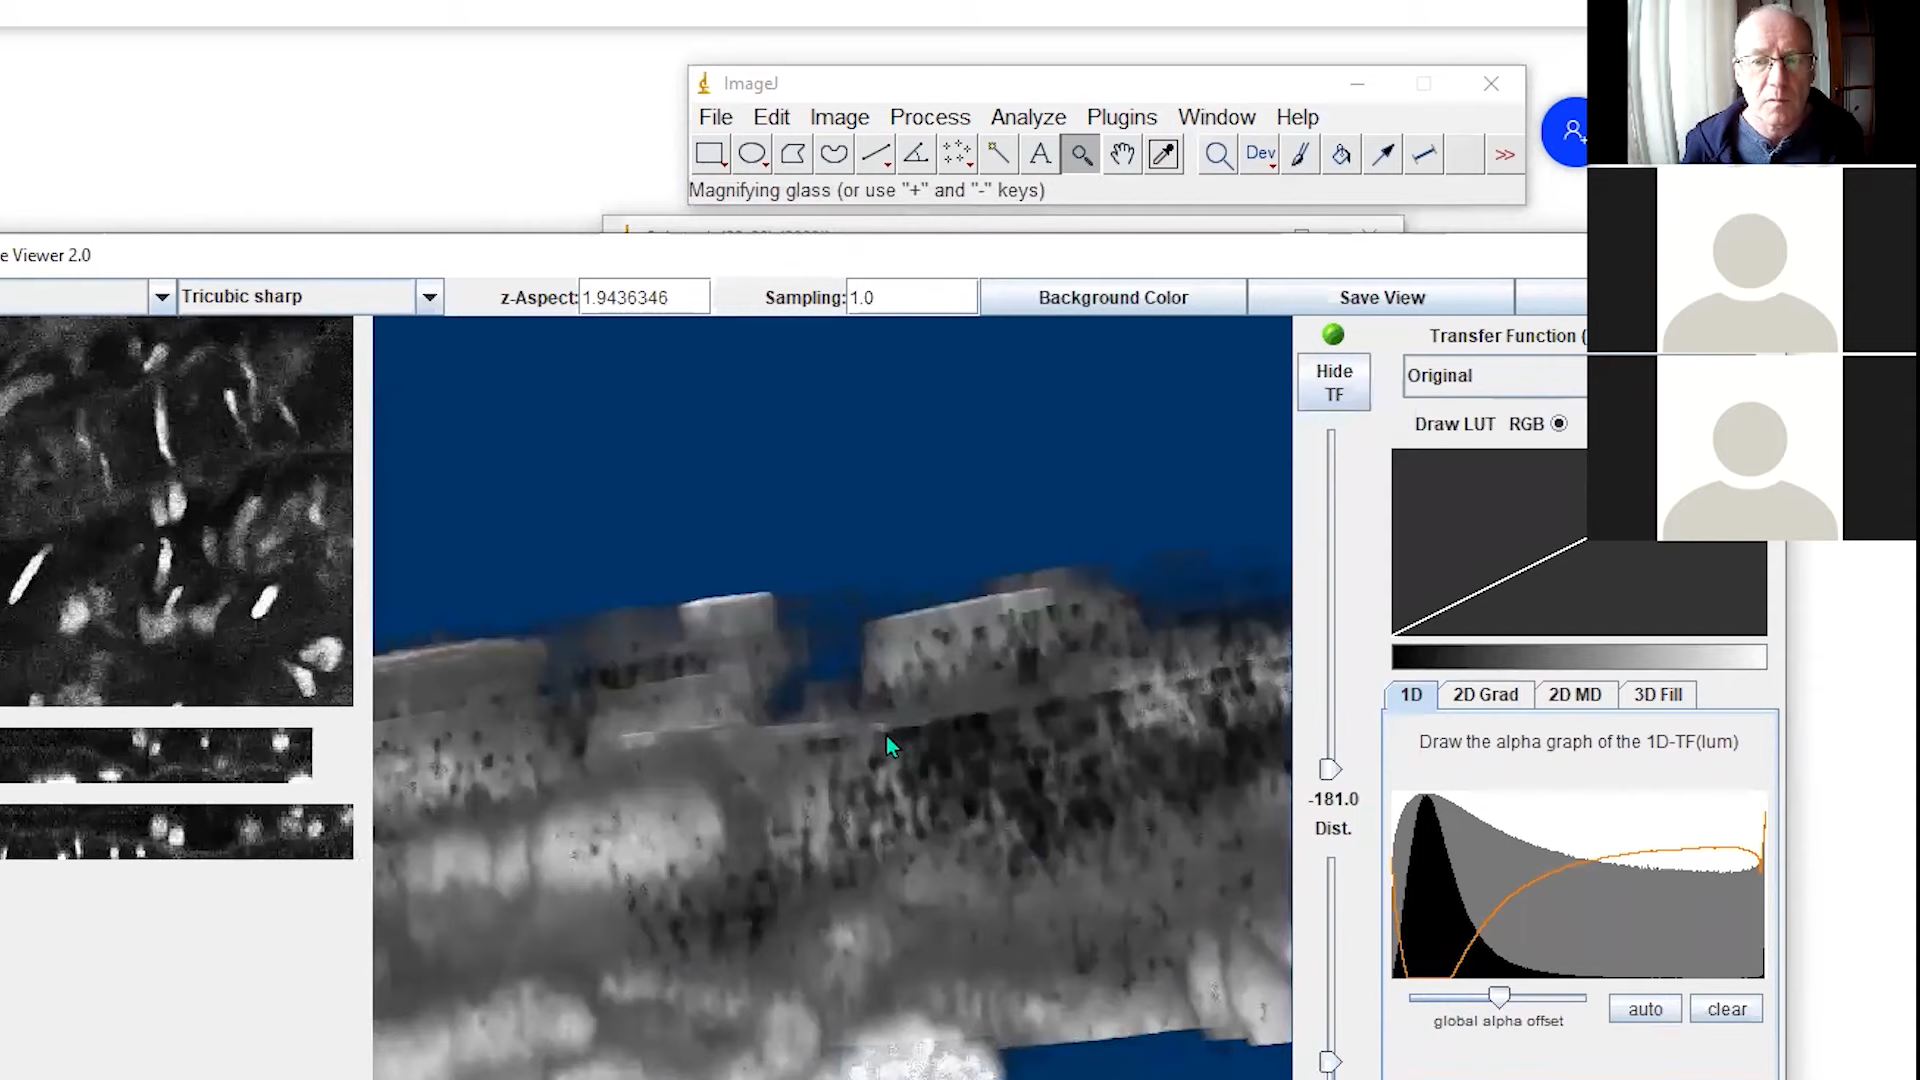 ImageJ
File Edit Image Process Analyze Plugins Window Help
A Dev >>
Magnifying glass (or use "+" and "-" keys)
e Viewer 2.0
Tricubic sharp z-Aspect: 1.9436346 Sampling: 1.0 Background Color Save View
Transfer Function (
Hide
TF
Original
Draw LUT RGB
1D 2D Grad 2D MD 3D Fill
Draw the alpha graph of the 1D-TF(lum)
-181.0
Dist.
auto clear
global alpha offset